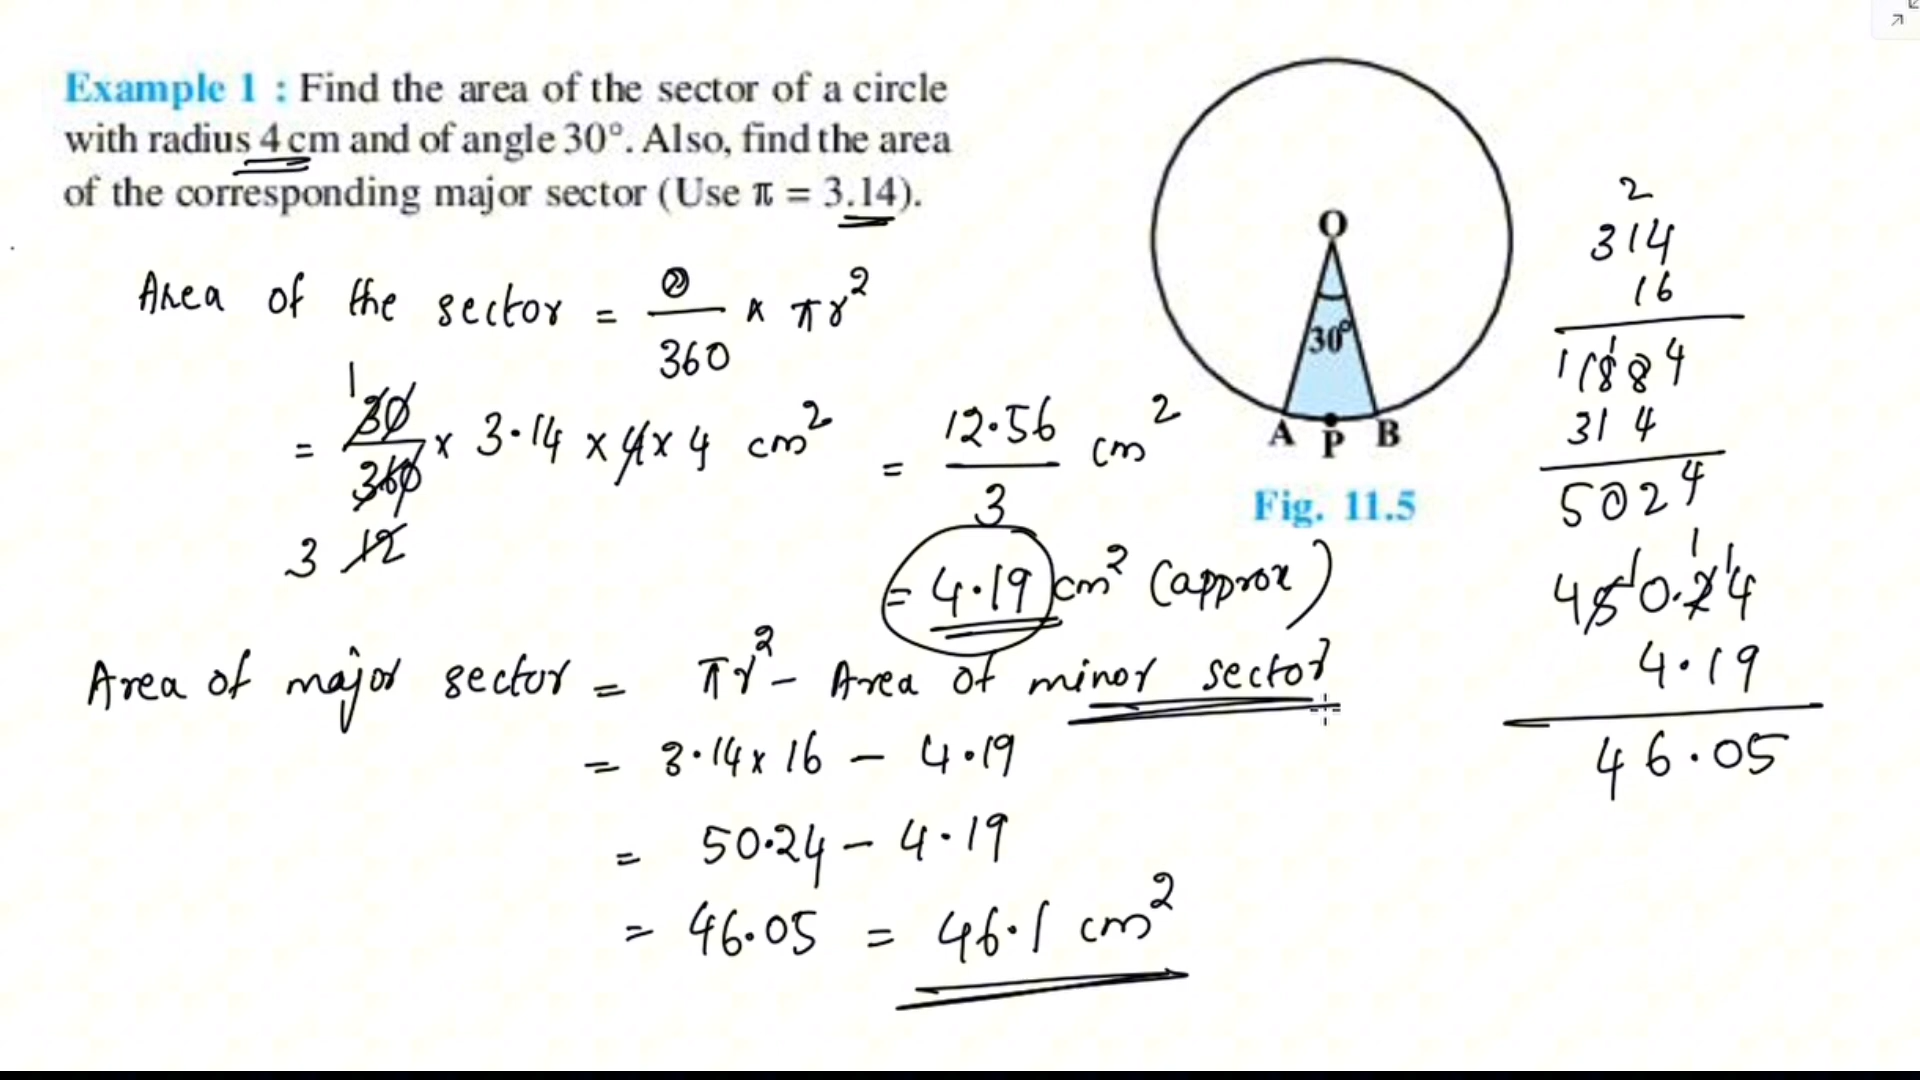 Example 1 : Find the area of the sector of a circle
with radius 4 cm and of angle 30°. Also, find the area
of the corresponding major sector (Use π = 3.14).
Area of the sector = θ/360 × πr²
= 30/360 × 3.14 × 4 × 4 cm² = 12.56/3 cm²
1
3 12
= 4.19 cm² (approx)
Area of major sector = πr² - Area of minor sector
= 3.14 × 16 - 4.19
= 50.24 - 4.19
= 46.05 = 46.1 cm²
O
30°
A P B
Fig. 11.5
2
314
16
1884
314
5024
50.24
4.19
46.05